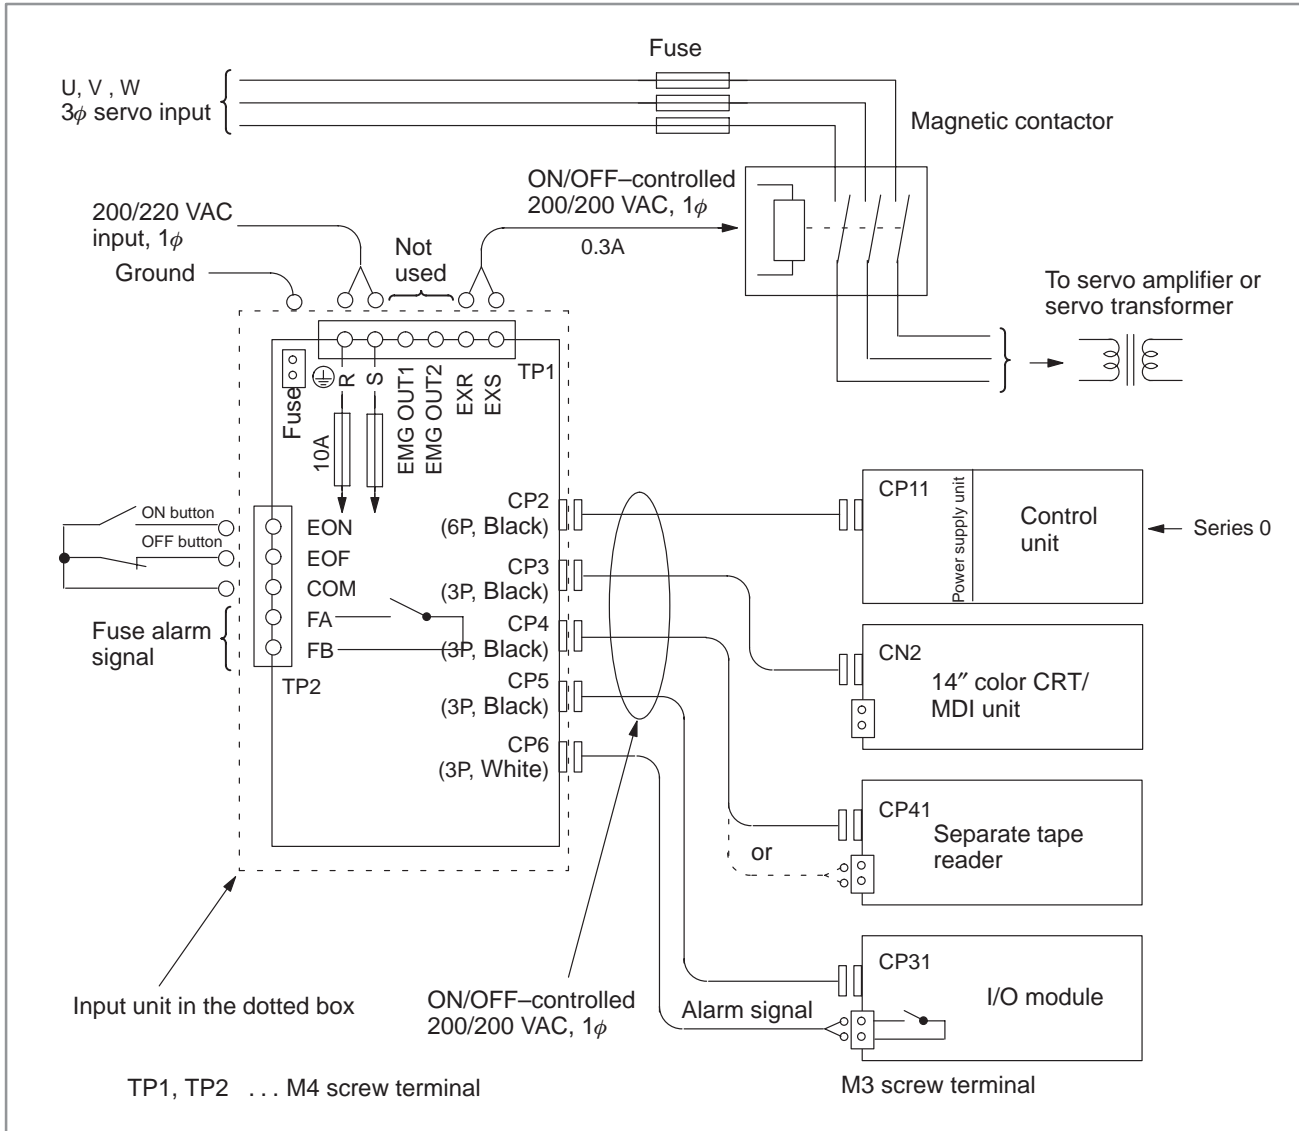 Fuse
U, V , W
3ϕ servo input
Magnetic contactor
ON/OFF–controlled
200/200 VAC, 1ϕ
0.3A
200/220 VAC
input, 1ϕ
Ground
Not
used
To servo amplifier or
servo transformer
TP1
Fuse
R
S
EMG OUT1
EMG OUT2
EXR
EXS
10A
CP2
(6P, Black)
CP11
Power supply unit
Control
unit
Series 0
ON button
EON
OFF button
EOF
COM
CP3
(3P, Black)
Fuse alarm
signal
FA
FB
CP4
(3P, Black)
TP2
CP5
(3P, Black)
CN2
14″ color CRT/
MDI unit
CP6
(3P, White)
CP41
Separate tape
reader
or
CP31
I/O module
Alarm signal
Input unit in the dotted box
ON/OFF–controlled
200/200 VAC, 1ϕ
TP1, TP2 . . . M4 screw terminal
M3 screw terminal